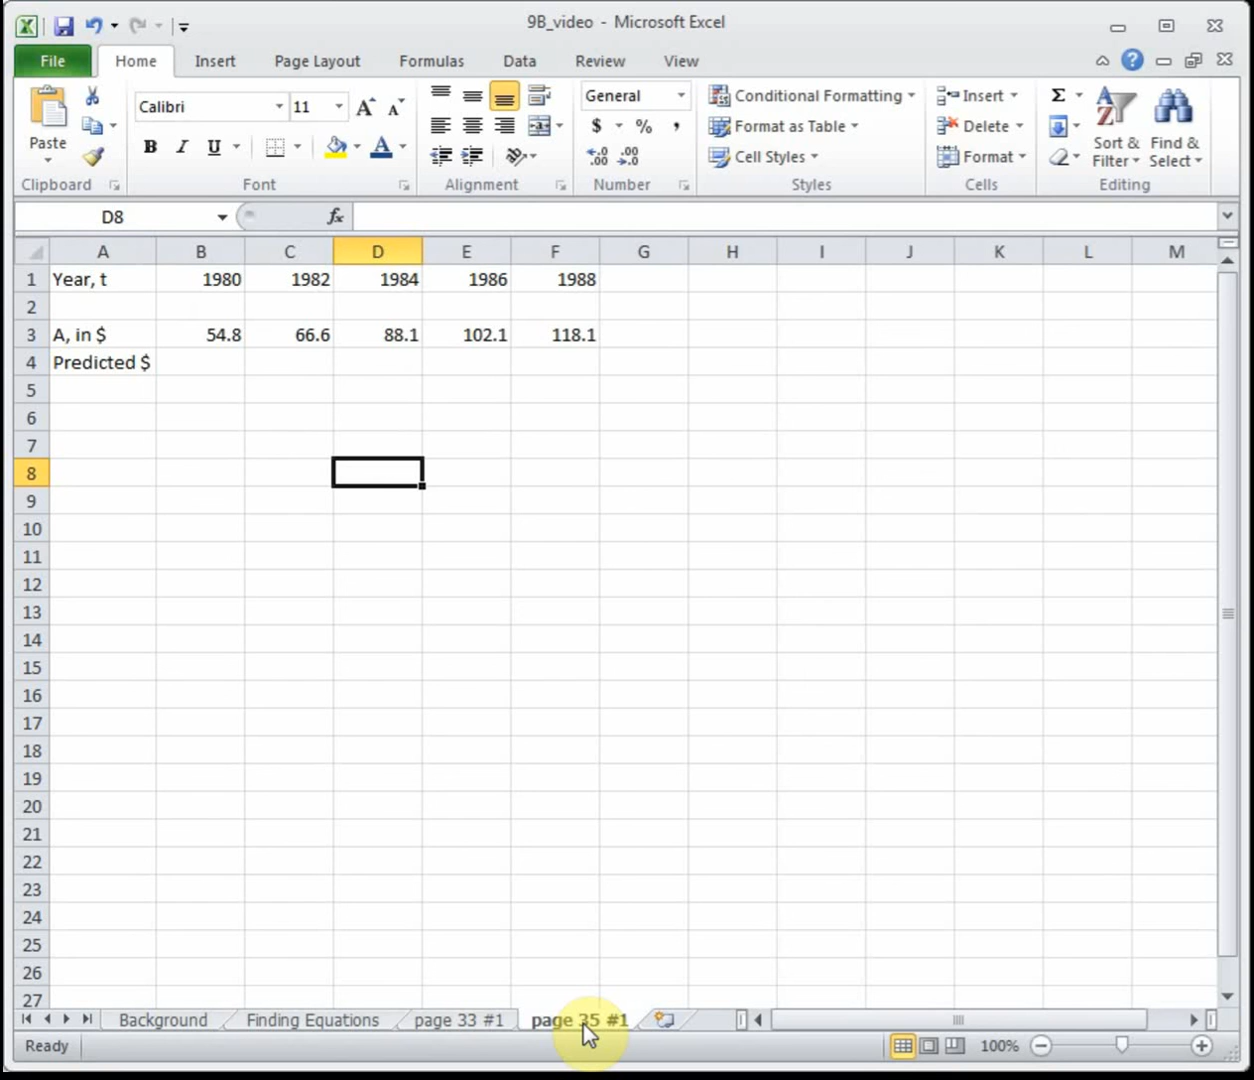 9B_video - Microsoft Excel
File Home Insert Page Layout Formulas Data Review View
Paste
Clipboard
Calibri 11
B I U
Font
Alignment
General
$ % ,
Number
Conditional Formatting
Format as Table
Cell Styles
Styles
Insert
Delete
Format
Cells
Sort & Filter
Find & Select
Editing
D8 fx
A B C D E F G H I J K L M
1 Year, t 1980 1982 1984 1986 1988
2
3 A, in $ 54.8 66.6 88.1 102.1 118.1
4 Predicted $
5
6
7
8
9
10
11
12
13
14
15
16
17
18
19
20
21
22
23
24
25
26
27
Background Finding Equations page 33 #1 page 35 #1
Ready 100%